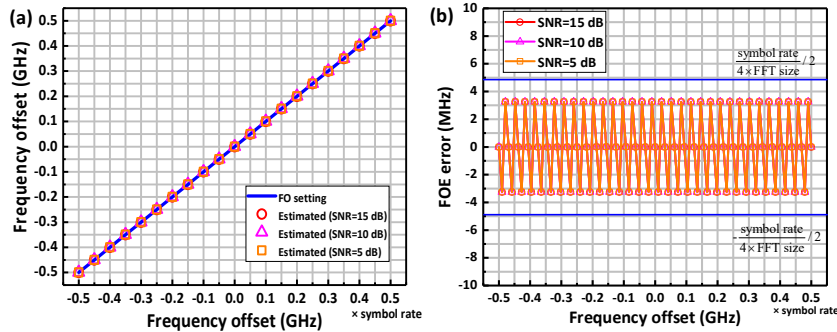 (a)
Frequency offset (GHz)
0.5
0.4
0.3
0.2
0.1
0.0
-0.1
-0.2
-0.3
-0.4
-0.5
FO setting
Estimated (SNR=15 dB)
Estimated (SNR=10 dB)
Estimated (SNR=5 dB)
-0.5 -0.4 -0.3 -0.2 -0.1 0.0 0.1 0.2 0.3 0.4 0.5
× symbol rate
Frequency offset (GHz)
(b)
FOE error (MHz)
10
8
6
4
2
0
-2
-4
-6
-8
-10
SNR=15 dB
SNR=10 dB
SNR=5 dB
symbol rate
4×FFT size /2
-symbol rate
4×FFT size /2
-0.5 -0.4 -0.3 -0.2 -0.1 0.0 0.1 0.2 0.3 0.4 0.5
× symbol rate
Frequency offset (GHz)